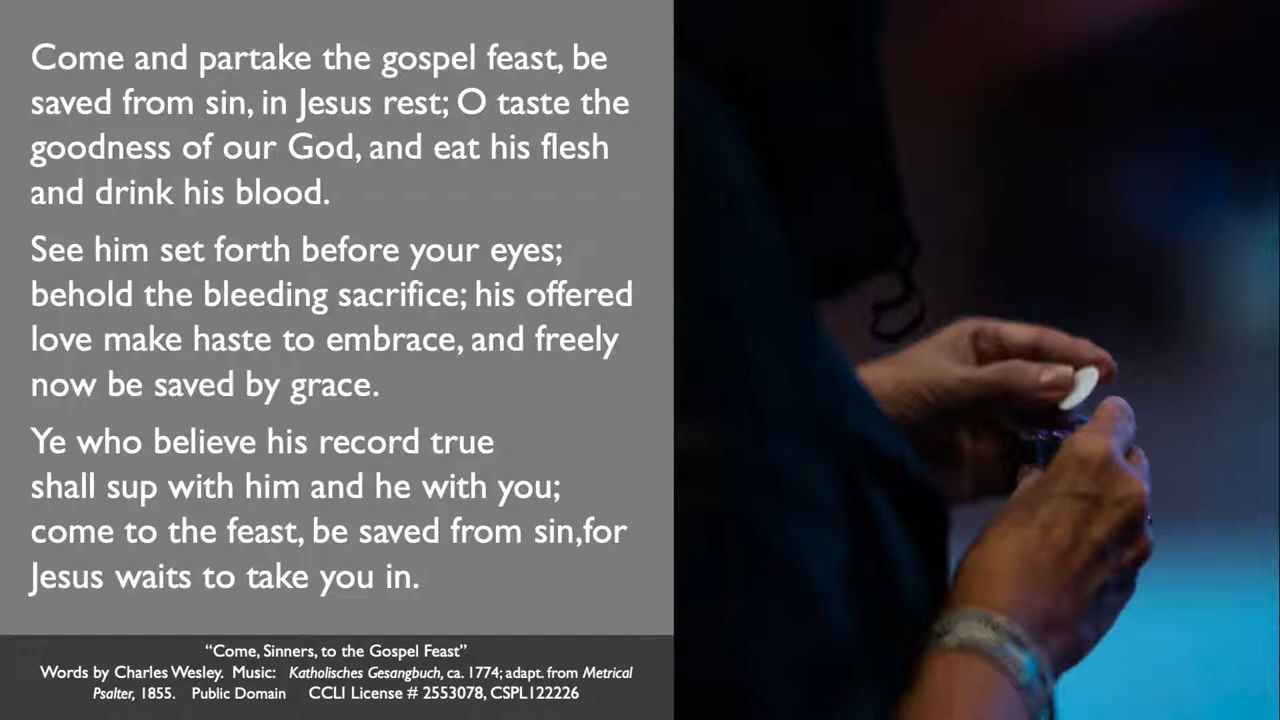 Come and partake the gospel feast, be
saved from sin, in Jesus rest; O taste the
goodness of our God, and eat his flesh
and drink his blood.
See him set forth before your eyes;
behold the bleeding sacrifice; his offered
love make haste to embrace, and freely
now be saved by grace.
Ye who believe his record true
shall sup with him and he with you;
come to the feast, be saved from sin,for
Jesus waits to take you in.
“Come, Sinners, to the Gospel Feast”
Words by Charles Wesley. Music: Katholisches Gesangbuch, ca. 1774; adapt. from Metrical
Psalter, 1855. Public Domain CCLI License # 2553078, CSPL122226